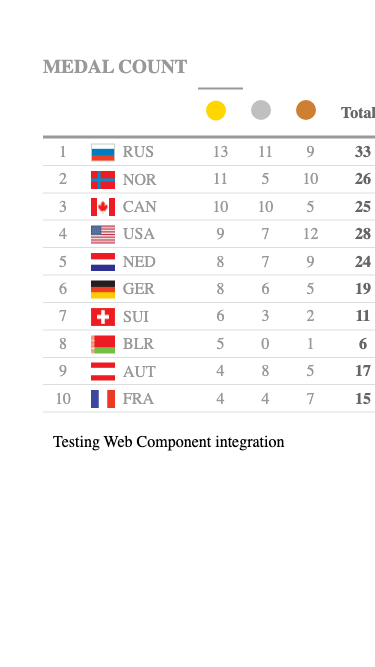 MEDAL COUNT
Total
1 RUS 13 11 9 33
2 NOR 11 5 10 26
3 CAN 10 10 5 25
4 USA 9 7 12 28
5 NED 8 7 9 24
6 GER 8 6 5 19
7 SUI 6 3 2 11
8 BLR 5 0 1 6
9 AUT 4 8 5 17
10 FRA 4 4 7 15
Testing Web Component integration